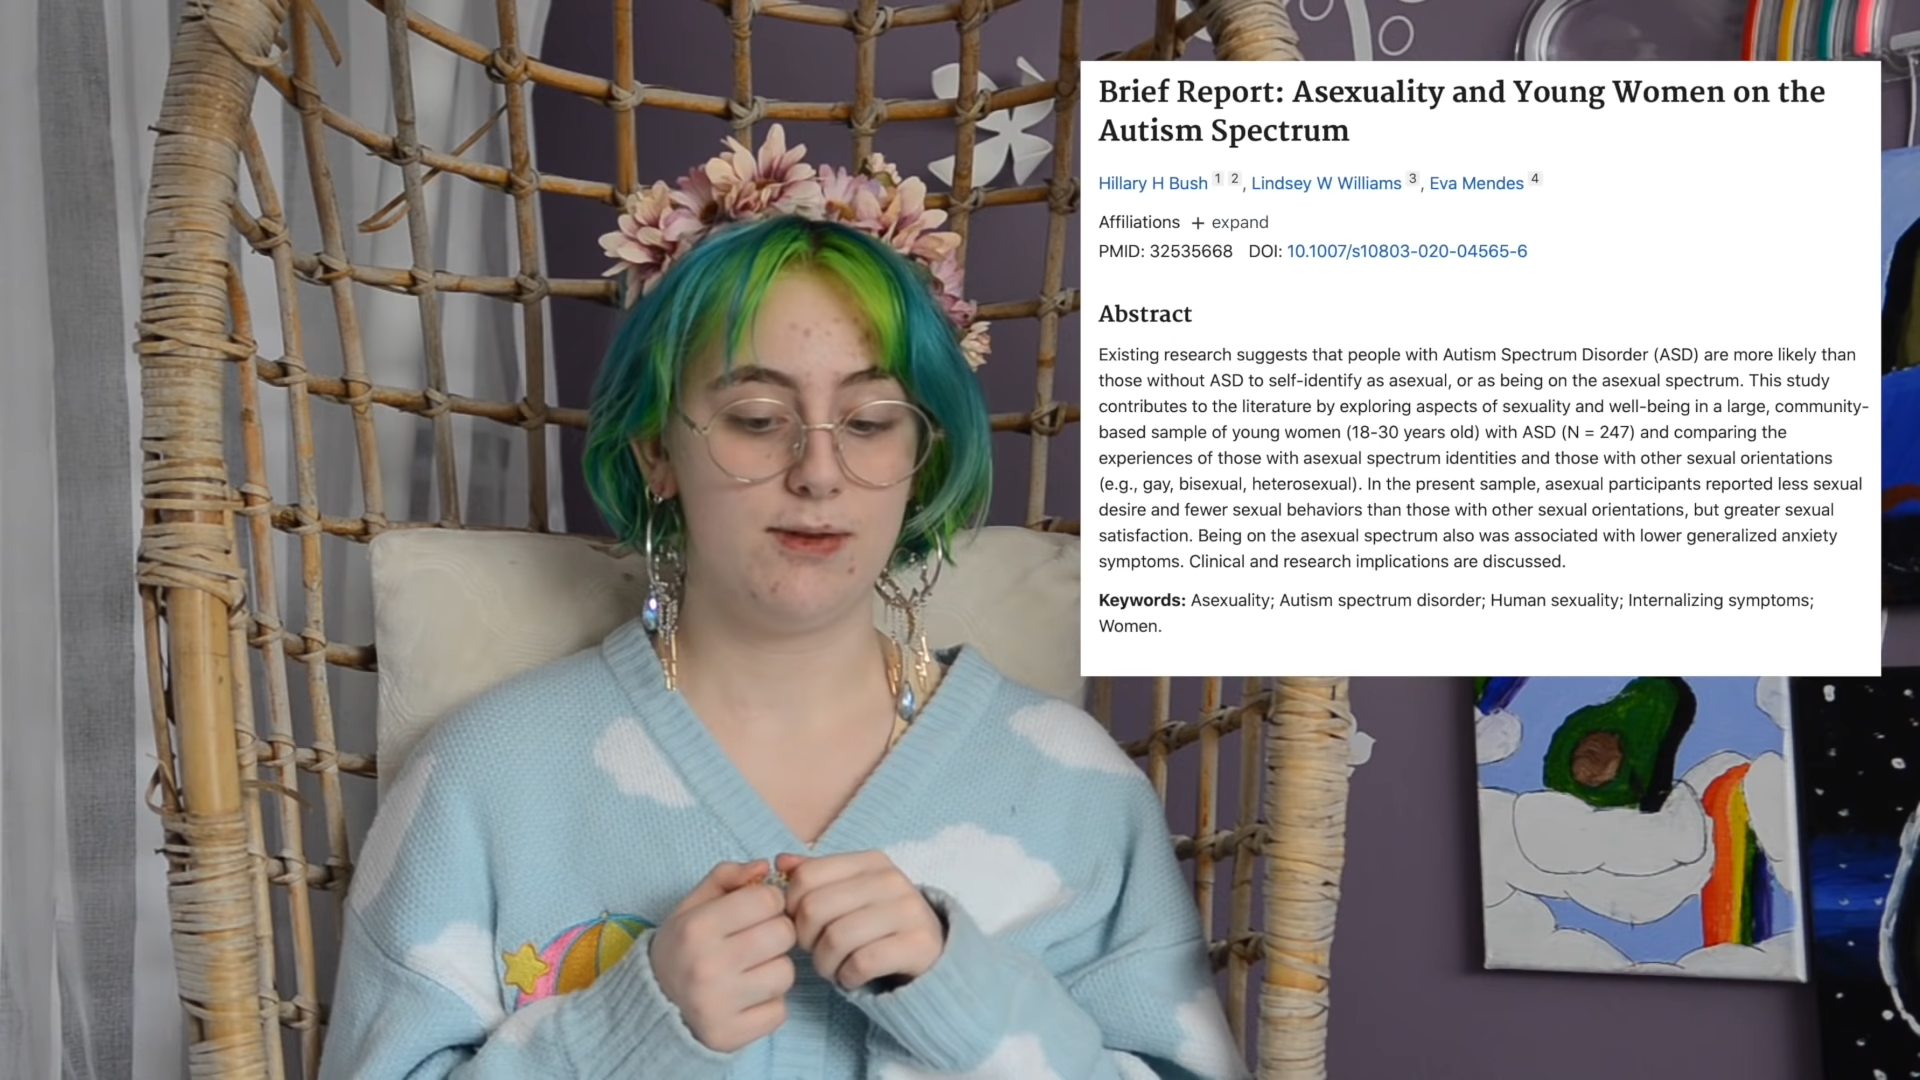 Brief Report: Asexuality and Young Women on the
Autism Spectrum
Hillary H Bush 1 2, Lindsey W Williams 3, Eva Mendes 4
Affiliations + expand
PMID: 32535668 DOI: 10.1007/s10803-020-04565-6
Abstract
Existing research suggests that people with Autism Spectrum Disorder (ASD) are more likely than
those without ASD to self-identify as asexual, or as being on the asexual spectrum. This study
contributes to the literature by exploring aspects of sexuality and well-being in a large, community-
based sample of young women (18-30 years old) with ASD (N = 247) and comparing the
experiences of those with asexual spectrum identities and those with other sexual orientations
(e.g., gay, bisexual, heterosexual). In the present sample, asexual participants reported less sexual
desire and fewer sexual behaviors than those with other sexual orientations, but greater sexual
satisfaction. Being on the asexual spectrum also was associated with lower generalized anxiety
symptoms. Clinical and research implications are discussed.
Keywords: Asexuality; Autism spectrum disorder; Human sexuality; Internalizing symptoms;
Women.